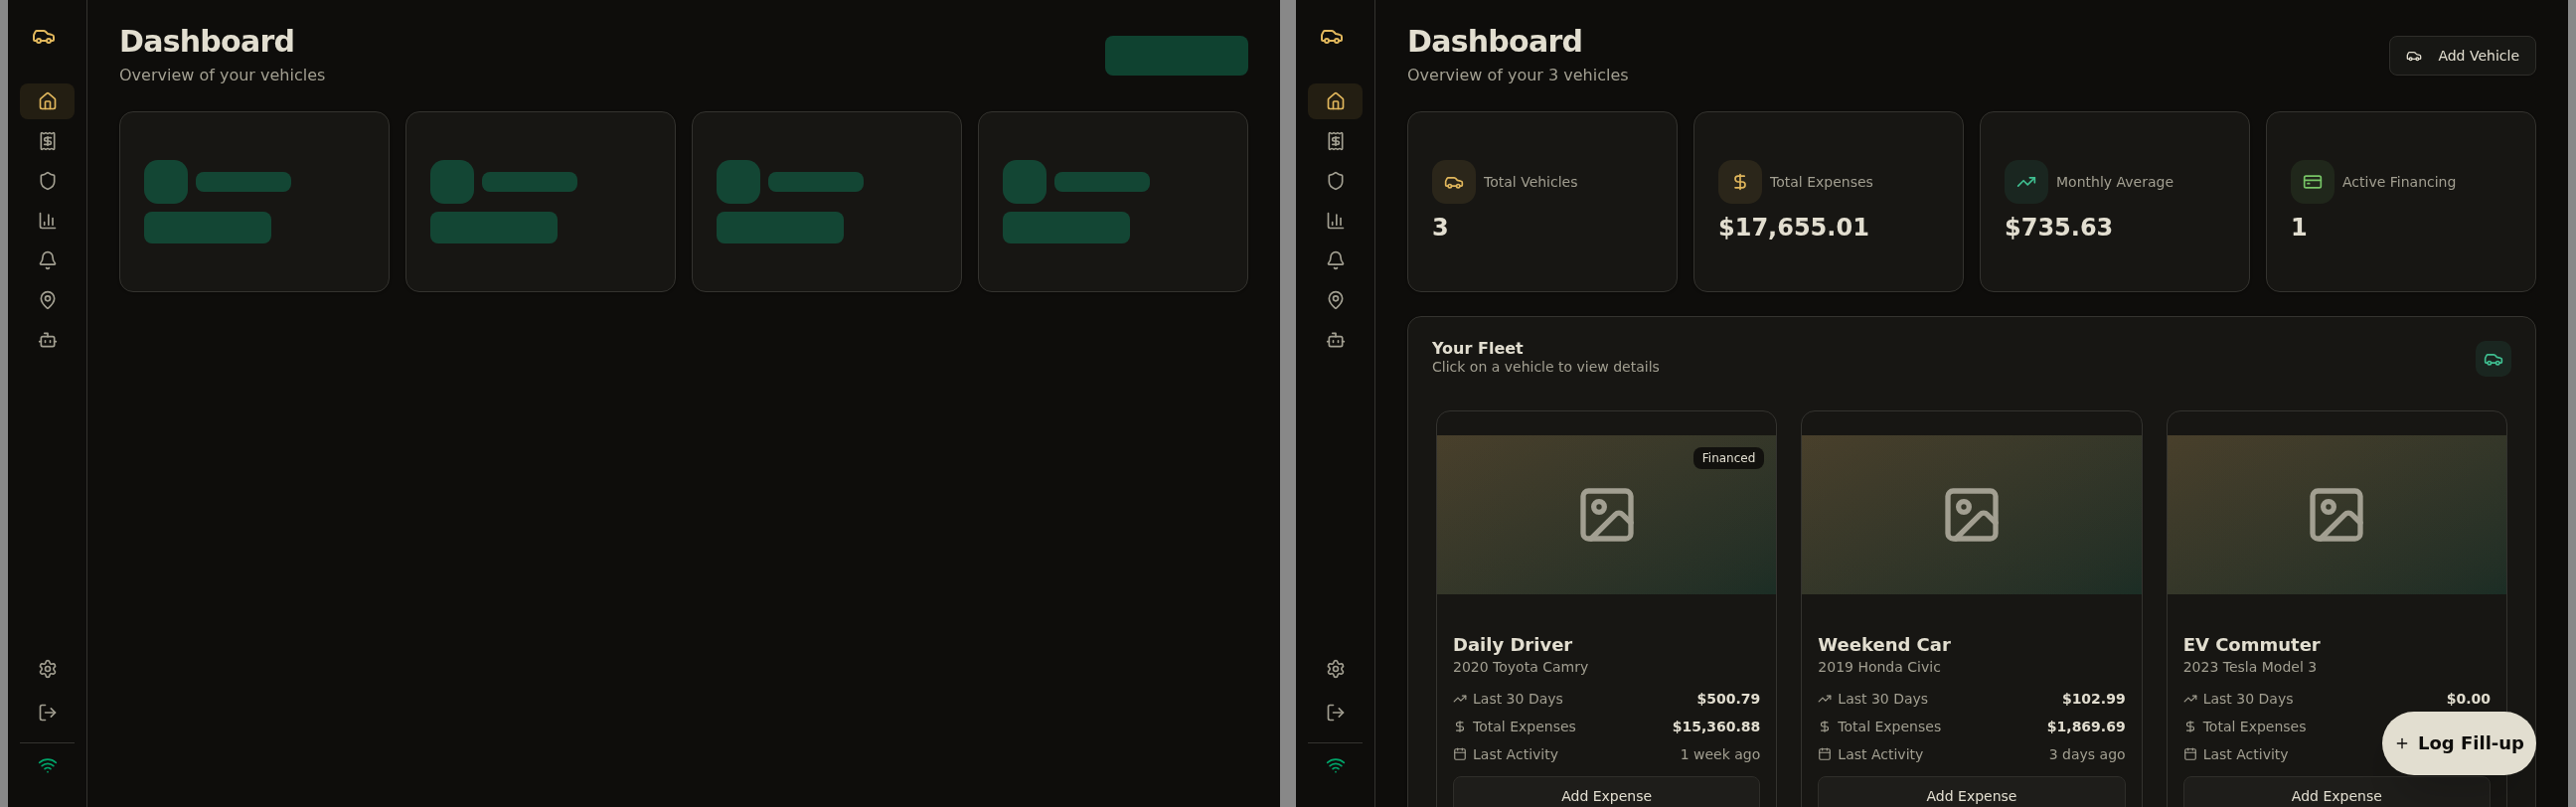 Dashboard
Overview of your vehicles
Dashboard
Overview of your 3 vehicles
Add Vehicle
Total Vehicles
3
Total Expenses
$17,655.01
Monthly Average
$735.63
Active Financing
1
Your Fleet
Click on a vehicle to view details
Financed
Daily Driver
2020 Toyota Camry
Last 30 Days $500.79
Total Expenses $15,360.88
Last Activity 1 week ago
Add Expense
Weekend Car
2019 Honda Civic
Last 30 Days $102.99
Total Expenses $1,869.69
Last Activity 3 days ago
Add Expense
EV Commuter
2023 Tesla Model 3
Last 30 Days $0.00
Total Expenses
Last Activity
Add Expense
+ Log Fill-up